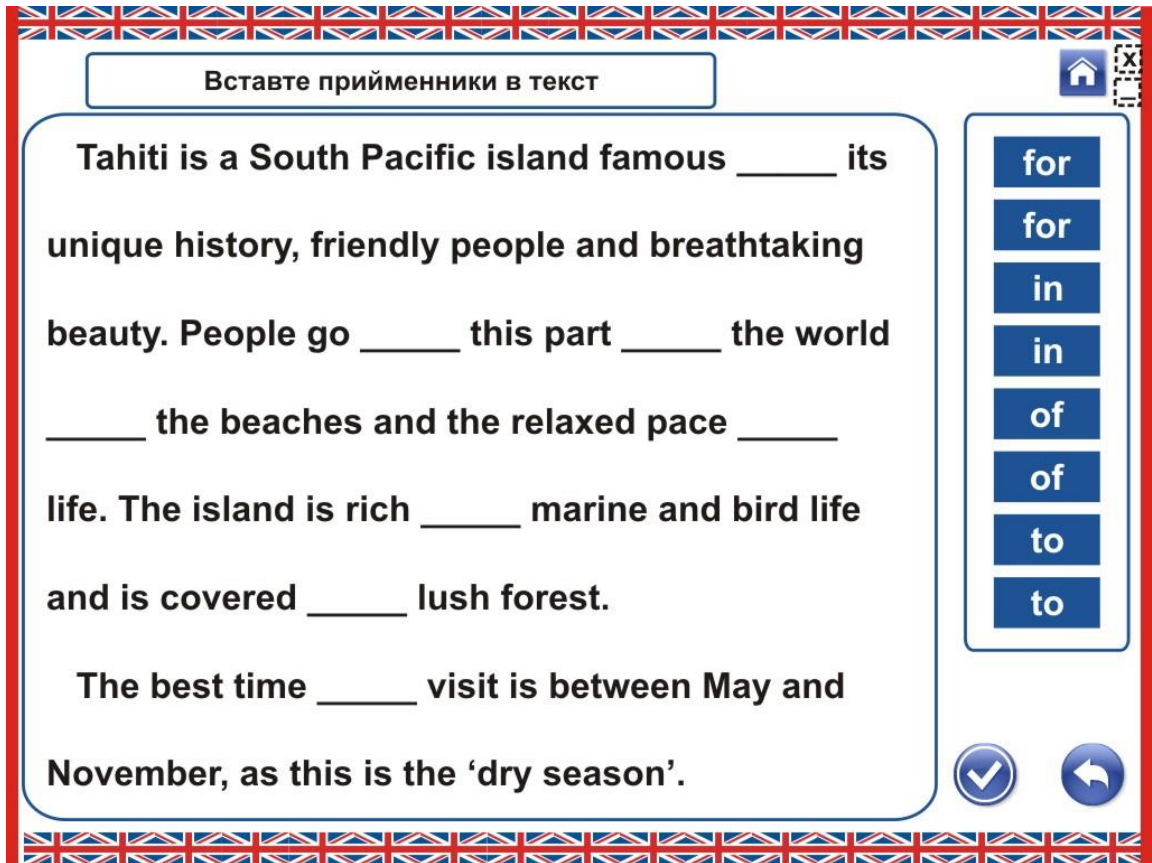 Вставте прийменники в текст
X
Tahiti is a South Pacific island famous _____ its
unique history, friendly people and breathtaking
beauty. People go _____ this part _____ the world
_____ the beaches and the relaxed pace _____
life. The island is rich _____ marine and bird life
and is covered _____ lush forest.
The best time _____ visit is between May and
November, as this is the ‘dry season’.
for
for
in
in
of
of
to
to